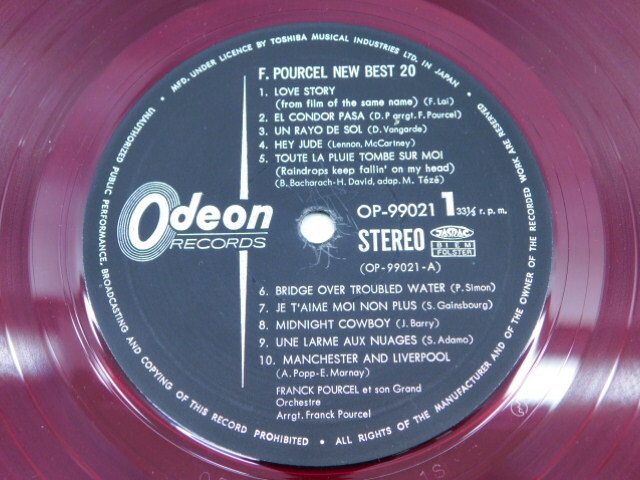 MFD. UNDER LICENCE BY TOSHIBA MUSICAL INDUSTRIES LTD. IN JAPAN •
F. POURCEL NEW BEST 20
1. LOVE STORY
(from film of the same name) (F. Lai)
2. EL CONDOR PASA (D. P arrgt. F. Pourcel)
3. UN RAYO DE SOL (D. Vangarde)
4. HEY JUDE (Lennon, McCartney)
5. TOUTE LA PLUIE TOMBE SUR MOI
(Raindrops keep fallin' on my head)
(B. Bacharach-H. David, adap. M. Tézé)
Odeon
RECORDS
OP-99021 1 33⅓ r. p. m.
STEREO
BIEM
(OP-99021-A)
6. BRIDGE OVER TROUBLED WATER (P. Simon)
7. JE T'AIME MOI NON PLUS (S. Gainsbourg)
8. MIDNIGHT COWBOY (J. Barry)
9. UNE LARME AUX NUAGES (S. Adamo)
10. MANCHESTER AND LIVERPOOL
(A. Popp-E. Marnay)
FRANCK POURCEL et son Grand
Orchestre
Arrgt. Franck Pourcel
• ALL RIGHTS OF THE MANUFACTURER AND OF THE OWNER OF THE RECORDED WORK ARE RESERVED.
UNAUTHORIZED PUBLIC PERFORMANCE, BROADCASTING AND COPYING OF THIS RECORD PROHIBITED